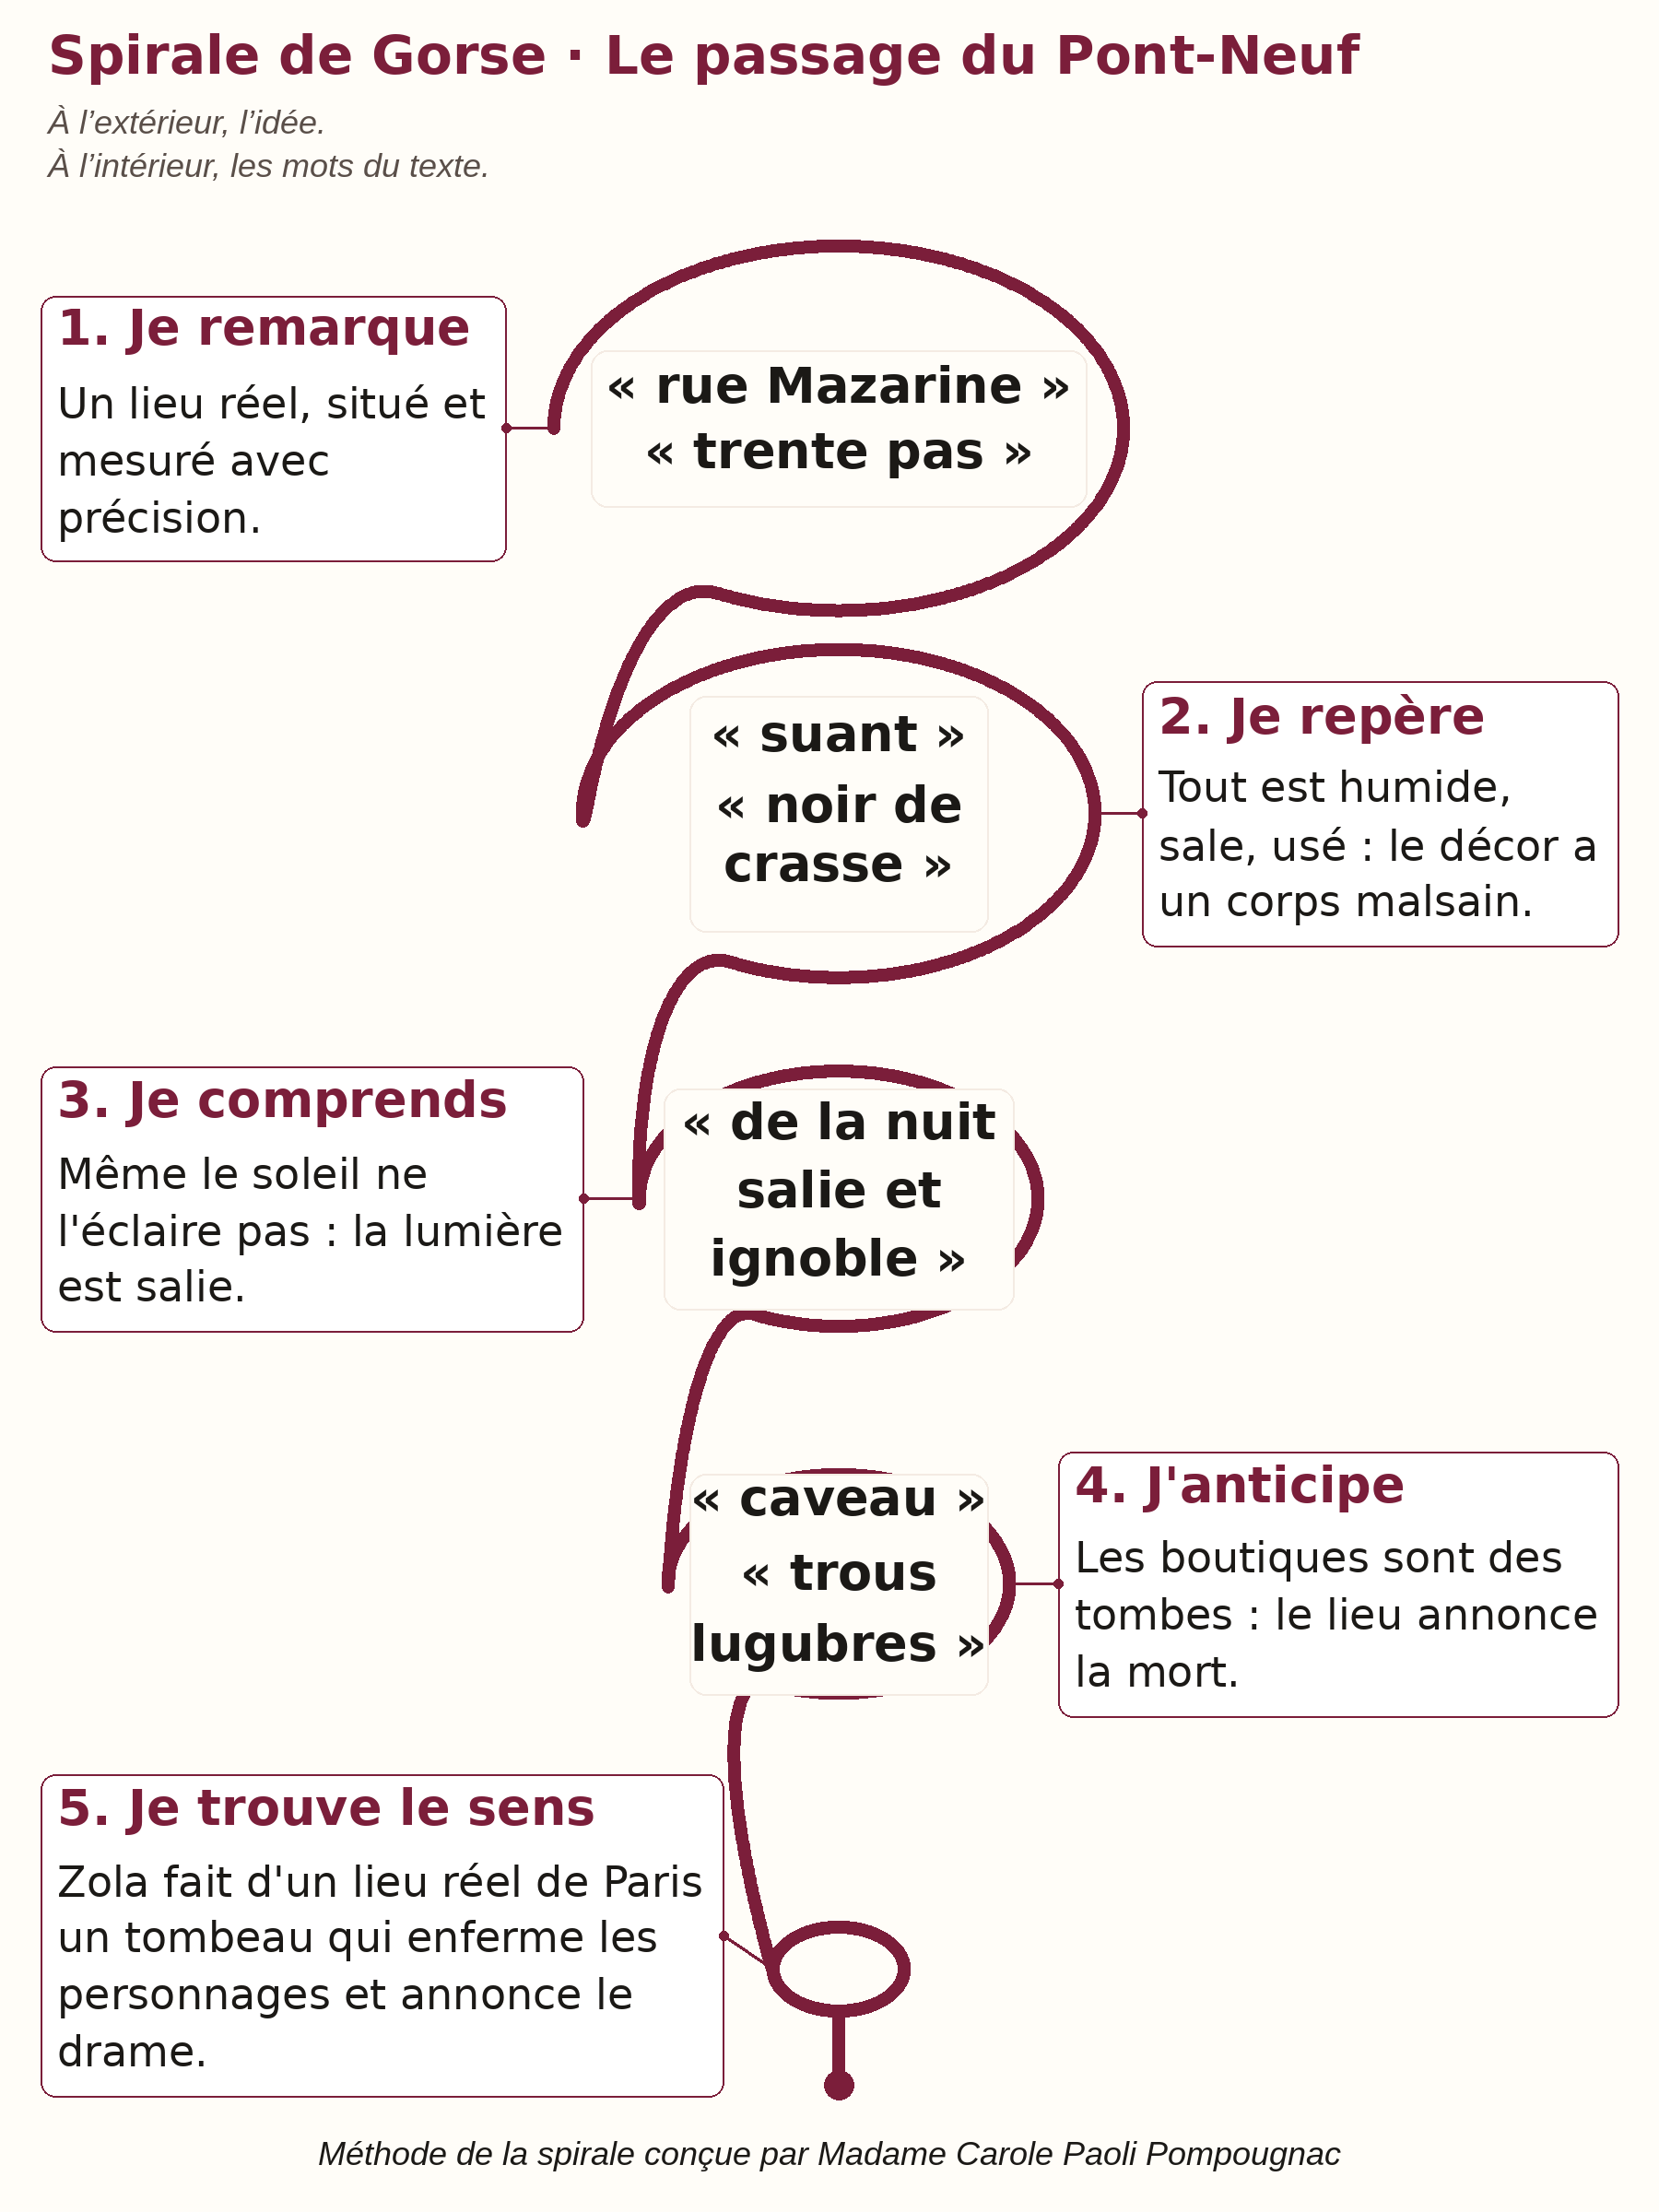 Spirale de Gorse · Le passage du Pont-Neuf
À l’extérieur, l’idée.
À l’intérieur, les mots du texte.
1. Je remarque
Un lieu réel, situé et
mesuré avec
précision.
« rue Mazarine »
« trente pas »
« suant »
« noir de
crasse »
2. Je repère
Tout est humide,
sale, usé : le décor a
un corps malsain.
3. Je comprends
Même le soleil ne
l'éclaire pas : la lumière
est salie.
« de la nuit
salie et
ignoble »
« caveau »
« trous
lugubres »
4. J'anticipe
Les boutiques sont des
tombes : le lieu annonce
la mort.
5. Je trouve le sens
Zola fait d'un lieu réel de Paris
un tombeau qui enferme les
personnages et annonce le
drame.
Méthode de la spirale conçue par Madame Carole Paoli Pompougnac